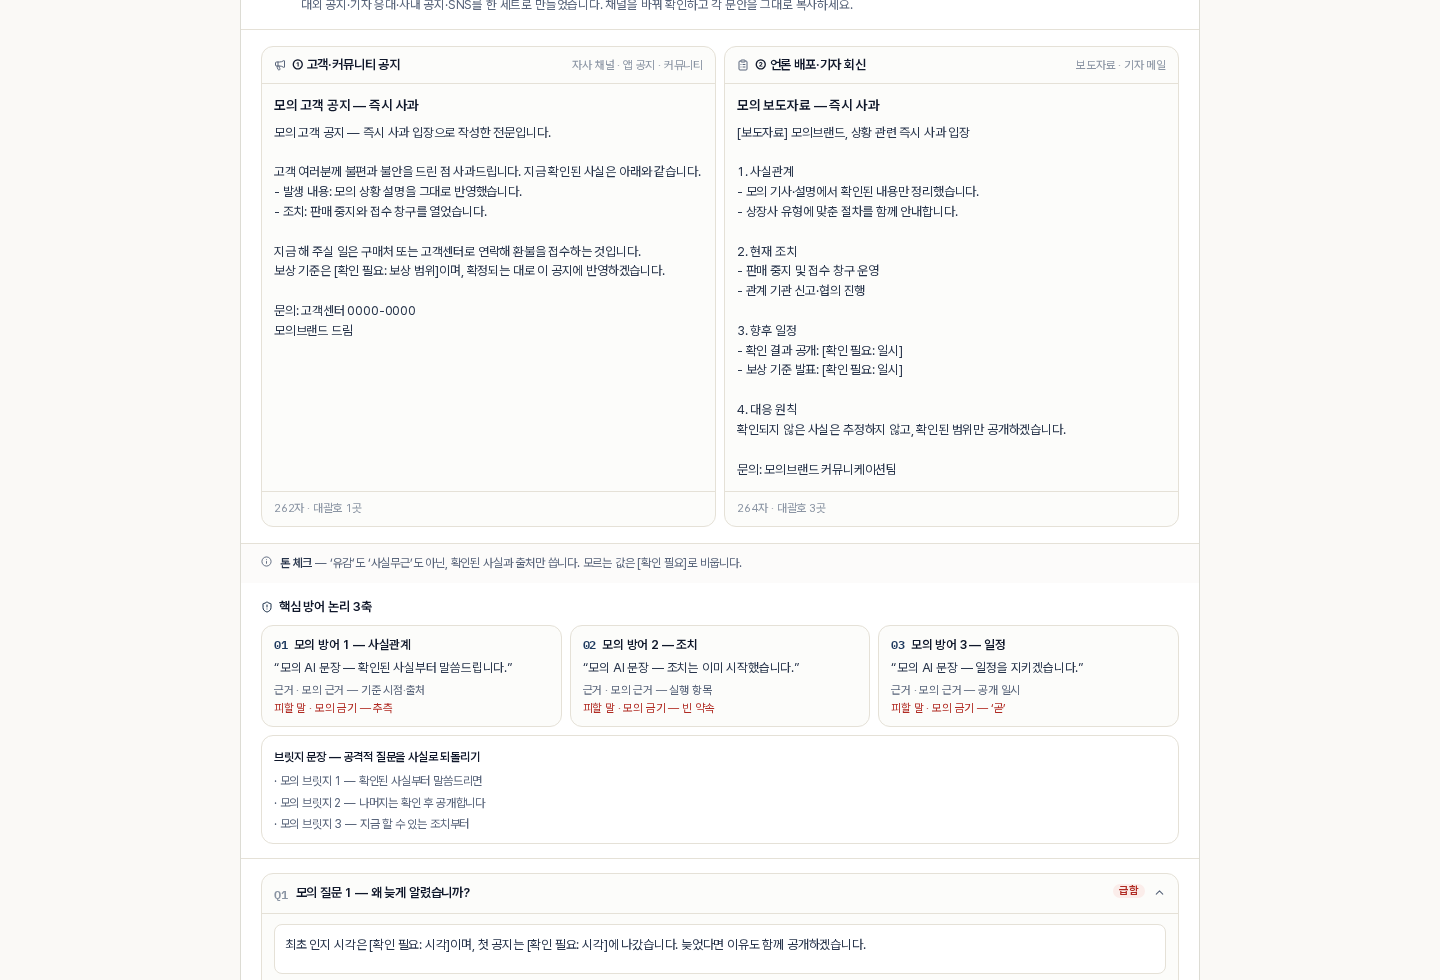 대외 공지·기자 응대·사내 공지·SNS를 한 세트로 만들었습니다. 채널을 바꿔 확인하고 각 문안을 그대로 복사하세요.
① 고객·커뮤니티 공지
자사 채널 · 앱 공지 · 커뮤니티
모의 고객 공지 — 즉시 사과
모의 고객 공지 — 즉시 사과 입장으로 작성한 전문입니다.
고객 여러분께 불편과 불안을 드린 점 사과드립니다. 지금 확인된 사실은 아래와 같습니다.
- 발생 내용: 모의 상황 설명을 그대로 반영했습니다.
- 조치: 판매 중지와 접수 창구를 열었습니다.
지금 해 주실 일은 구매처 또는 고객센터로 연락해 환불을 접수하는 것입니다.
보상 기준은 [확인 필요: 보상 범위]이며, 확정되는 대로 이 공지에 반영하겠습니다.
문의: 고객센터 0000-0000
모의브랜드 드림
262자 · 대괄호 1곳
② 언론 배포·기자 회신
보도자료 · 기자 메일
모의 보도자료 — 즉시 사과
[보도자료] 모의브랜드, 상황 관련 즉시 사과 입장
1. 사실관계
- 모의 기사·설명에서 확인된 내용만 정리했습니다.
- 상장사 유형에 맞춘 절차를 함께 안내합니다.
2. 현재 조치
- 판매 중지 및 접수 창구 운영
- 관계 기관 신고·협의 진행
3. 향후 일정
- 확인 결과 공개: [확인 필요: 일시]
- 보상 기준 발표: [확인 필요: 일시]
4. 대응 원칙
확인되지 않은 사실은 추정하지 않고, 확인된 범위만 공개하겠습니다.
문의: 모의브랜드 커뮤니케이션팀
264자 · 대괄호 3곳
톤 체크 — ‘유감’도 ‘사실무근’도 아닌, 확인된 사실과 출처만 씁니다. 모르는 값은 [확인 필요]로 비웁니다.
핵심 방어 논리 3축
01 모의 방어 1 — 사실관계
“모의 AI 문장 — 확인된 사실부터 말씀드립니다.”
근거 · 모의 근거 — 기준 시점·출처
피할 말 · 모의 금기 — 추측
02 모의 방어 2 — 조치
“모의 AI 문장 — 조치는 이미 시작했습니다.”
근거 · 모의 근거 — 실행 항목
피할 말 · 모의 금기 — 빈 약속
03 모의 방어 3 — 일정
“모의 AI 문장 — 일정을 지키겠습니다.”
근거 · 모의 근거 — 공개 일시
피할 말 · 모의 금기 — ‘곧’
브릿지 문장 — 공격적 질문을 사실로 되돌리기
· 모의 브릿지 1 — 확인된 사실부터 말씀드리면
· 모의 브릿지 2 — 나머지는 확인 후 공개합니다
· 모의 브릿지 3 — 지금 할 수 있는 조치부터
Q1 모의 질문 1 — 왜 늦게 알렸습니까?
급함
최초 인지 시각은 [확인 필요: 시각]이며, 첫 공지는 [확인 필요: 시각]에 나갔습니다. 늦었다면 이유도 함께 공개하겠습니다.